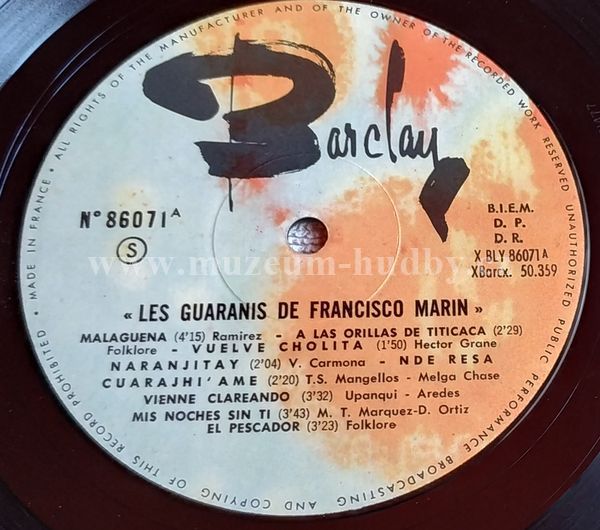 ALL RIGHTS OF THE MANUFACTURER AND OF THE OWNER OF THE RECORDED WORK RESERVED UNAUTHORIZED PUBLIC PERFORMANCE BROADCASTING AND COPYING OF THIS RECORD PROHIBITED • MADE IN FRANCE •
Barclay
N° 86071 A
S
B.I.E.M.
D. P.
D. R.
X BLY 86071 A
XBarcx. 50.359
www.muzeum-hudby.
« LES GUARANIS DE FRANCISCO MARIN »
MALAGUENA (4'15) Ramirez - A LAS ORILLAS DE TITICACA (2'29)
Folklore - VUELVE CHOLITA (1'50) Hector Grane
NARANJITAY (2'04) V. Carmona - NDE RESA
CUARAJHI'AME (2'20) T.S. Mangellos - Melga Chase
VIENNE CLAREANDO (3'32) Upanqui - Aredes
MIS NOCHES SIN TI (3'43) M. T. Marquez-D. Ortiz
EL PESCADOR (3'23) Folklore